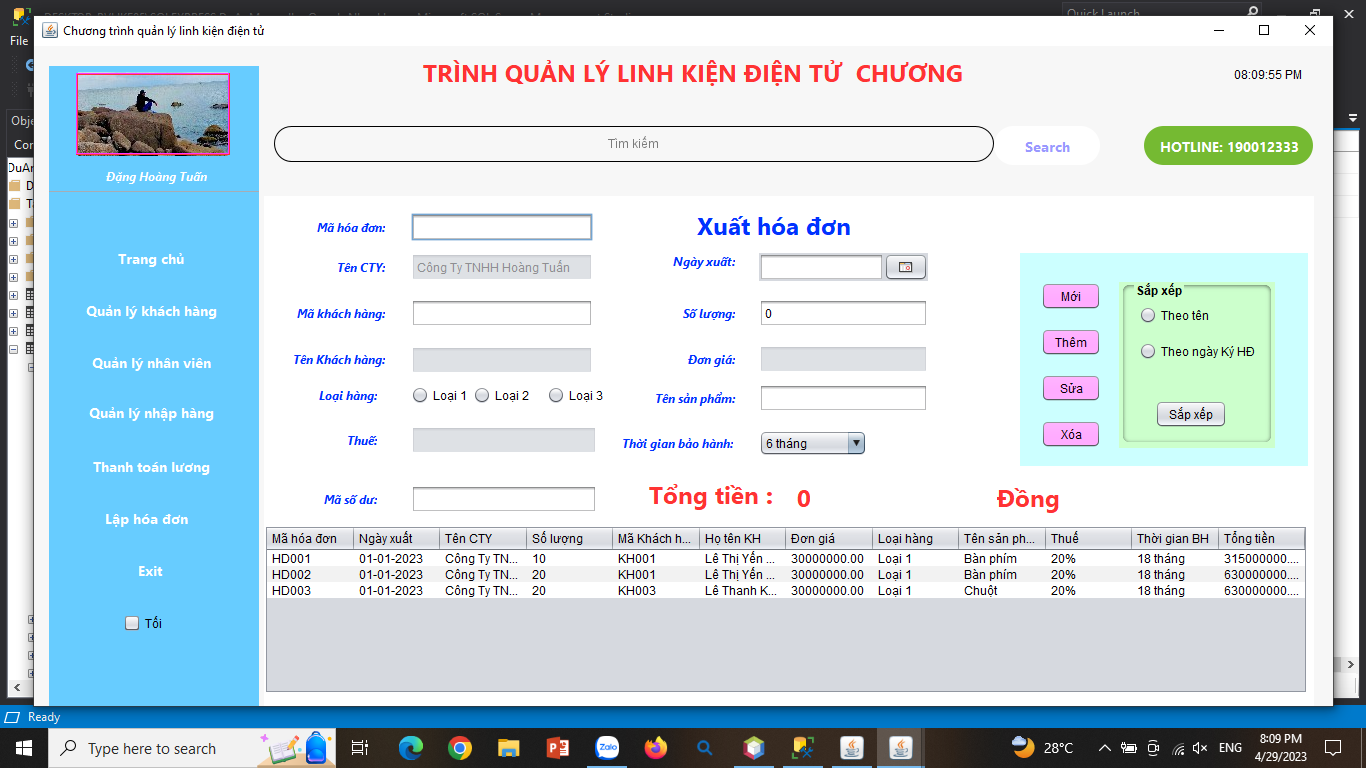 Quick Launch
File
Chương trình quản lý linh kiện điện tử
TRÌNH QUẢN LÝ LINH KIỆN ĐIỆN TỬ  CHƯƠNG
08:09:55 PM
Tìm kiếm
Search
HOTLINE: 190012333
Đặng Hoàng Tuấn
Trang chủ
Quản lý khách hàng
Quản lý nhân viên
Quản lý nhập hàng
Thanh toán lương
Lập hóa đơn
Exit
Tối
Xuất hóa đơn
Mã hóa đơn:
Tên CTY: Công Ty TNHH Hoàng Tuấn
Ngày xuất:
Mã khách hàng:
Số lượng: 0
Tên Khách hàng:
Đơn giá:
Loại hàng: Loại 1 Loại 2 Loại 3
Tên sản phẩm:
Thuế:
Thời gian bảo hành: 6 tháng
Mã số dư:
Tổng tiền : 0 Đồng
Mới
Thêm
Sửa
Xóa
Sắp xếp
Theo tên
Theo ngày Ký HĐ
Sắp xếp
Mã hóa đơn Ngày xuất Tên CTY Số lượng Mã Khách h... Họ tên KH Đơn giá Loại hàng Tên sản ph... Thuế Thời gian BH Tổng tiền
HD001 01-01-2023 Công Ty TN... 10 KH001 Lê Thị Yến ... 30000000.00 Loại 1 Bàn phím 20% 18 tháng 315000000....
HD002 01-01-2023 Công Ty TN... 20 KH001 Lê Thị Yến ... 30000000.00 Loại 1 Bàn phím 20% 18 tháng 630000000....
HD003 01-01-2023 Công Ty TN... 20 KH003 Lê Thanh K... 30000000.00 Loại 1 Chuột 20% 18 tháng 630000000....
Ready
Type here to search
Zalo
28°C
ENG
8:09 PM
4/29/2023